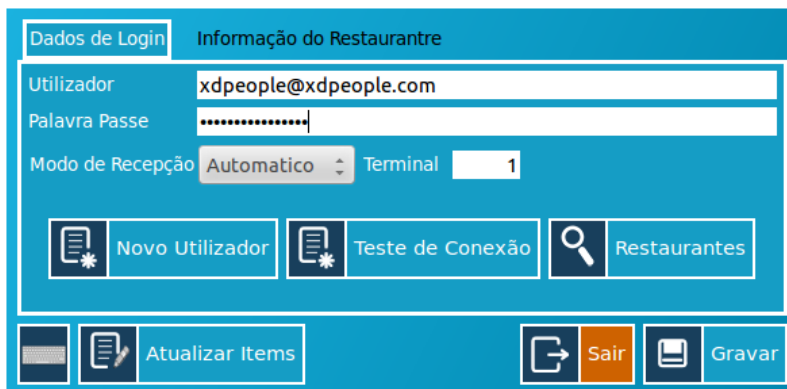 Dados de Login Informação do Restaurantre
Utilizador xdpeople@xdpeople.com
Palavra Passe ••••••••••••••••
Modo de Recepção Automatico Terminal 1
Novo Utilizador Teste de Conexão Restaurantes
Atualizar Items Sair Gravar